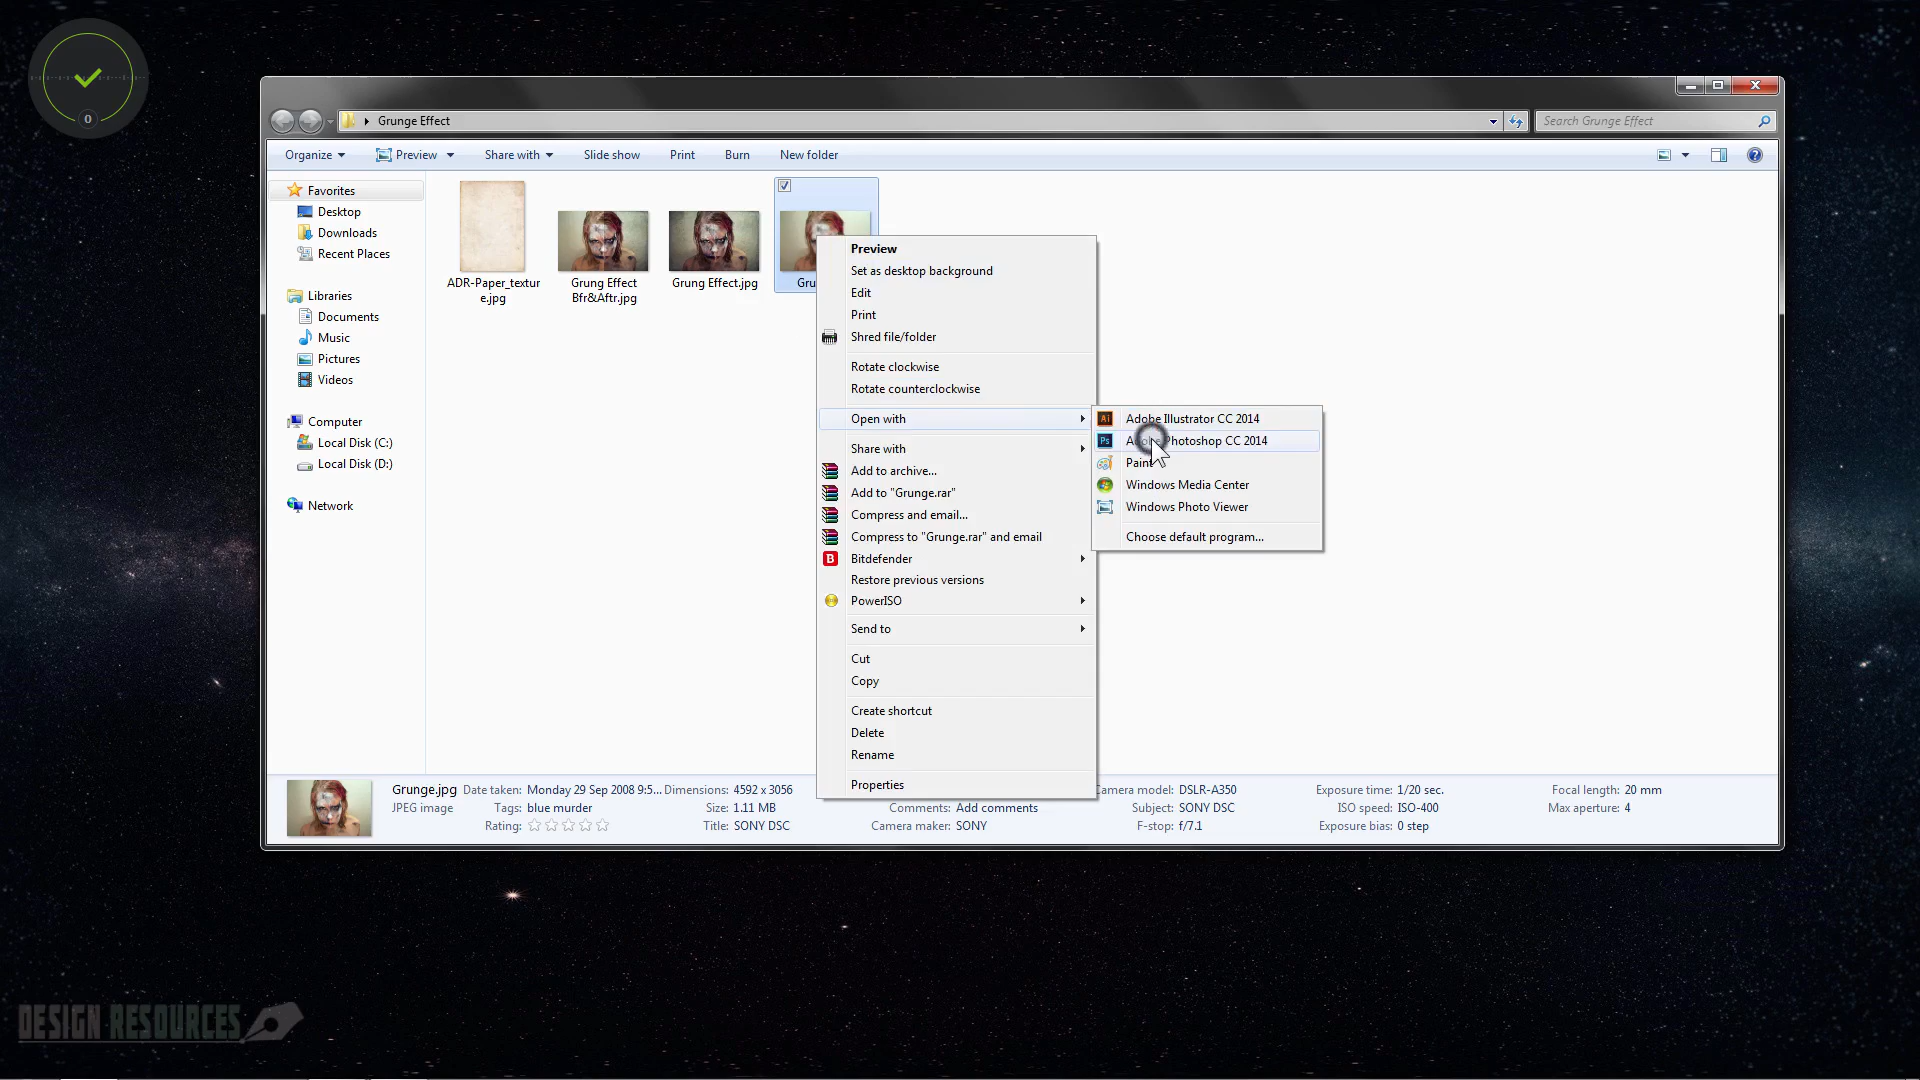 0
Grunge Effect
Search Grunge Effect
Organize
Preview
Share with
Slide show
Print
Burn
New folder
Favorites
Desktop
Downloads
Recent Places
Libraries
Documents
Music
Pictures
Videos
Computer
Local Disk (C:)
Local Disk (D:)
Network
ADR-Paper_textur
e.jpg
Grung Effect
Bfr&Aftr.jpg
Grung Effect.jpg
Preview
Set as desktop background
Edit
Print
Shred file/folder
Rotate clockwise
Rotate counterclockwise
Open with
Share with
Add to archive...
Add to "Grunge.rar"
Compress and email...
Compress to "Grunge.rar" and email
Bitdefender
Restore previous versions
PowerISO
Send to
Cut
Copy
Create shortcut
Delete
Rename
Properties
Ai Adobe Illustrator CC 2014
Ps Adobe Photoshop CC 2014
Paint
Windows Media Center
Windows Photo Viewer
Choose default program...
Grunge.jpg
JPEG image
Date taken: Monday 29 Sep 2008 9:5...
Tags: blue murder
Rating:
Dimensions: 4592 x 3056
Size: 1.11 MB
Title: SONY DSC
Comments: Add comments
Camera maker: SONY
Camera model: DSLR-A350
Subject: SONY DSC
F-stop: f/7.1
Exposure time: 1/20 sec.
ISO speed: ISO-400
Exposure bias: 0 step
Focal length: 20 mm
Max aperture: 4
DESIGN RESOURCES